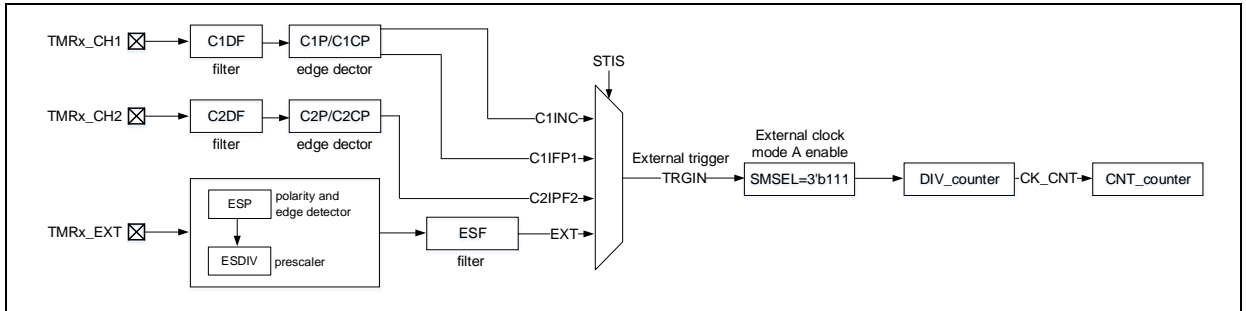 TMRx_CH1
C1DF
filter
C1P/C1CP
edge dector
STIS
TMRx_CH2
C2DF
filter
C2P/C2CP
edge dector
C1INC
C1IFP1
C2IPF2
EXT
External trigger
TRGIN
External clock
mode A enable
SMSEL=3'b111
DIV_counter
CK_CNT
CNT_counter
TMRx_EXT
ESP
polarity and
edge detector
ESDIV
prescaler
ESF
filter